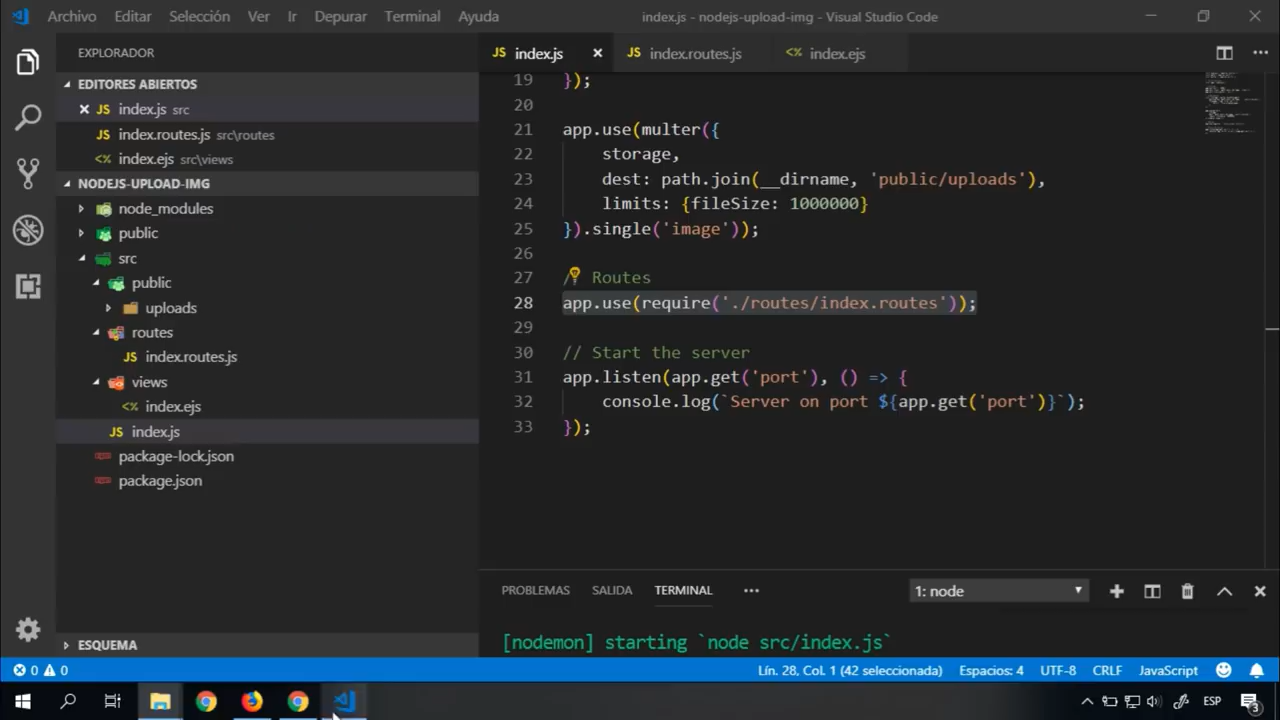 Archivo Editar Selección Ver Ir Depurar Terminal Ayuda index.js - nodejs-upload-img - Visual Studio Code
EXPLORADOR
EDITORES ABIERTOS
JS index.js src
JS index.routes.js src\routes
<> index.ejs src\views
NODEJS-UPLOAD-IMG
node_modules
public
src
public
uploads
routes
JS index.routes.js
views
<> index.ejs
JS index.js
package-lock.json
package.json
ESQUEMA
JS index.js JS index.routes.js <> index.ejs
19 });
20
21 app.use(multer({
22 storage,
23 dest: path.join(__dirname, 'public/uploads'),
24 limits: {fileSize: 1000000}
25 }).single('image'));
26
27 / Routes
28 app.use(require('./routes/index.routes'));
29
30 // Start the server
31 app.listen(app.get('port'), () => {
32 console.log(`Server on port ${app.get('port')}`);
33 });
PROBLEMAS SALIDA TERMINAL ... 1: node
[nodemon] starting `node src/index.js`
0 0 Lín. 28, Col. 1 (42 seleccionada) Espacios: 4 UTF-8 CRLF JavaScript
ESP 3